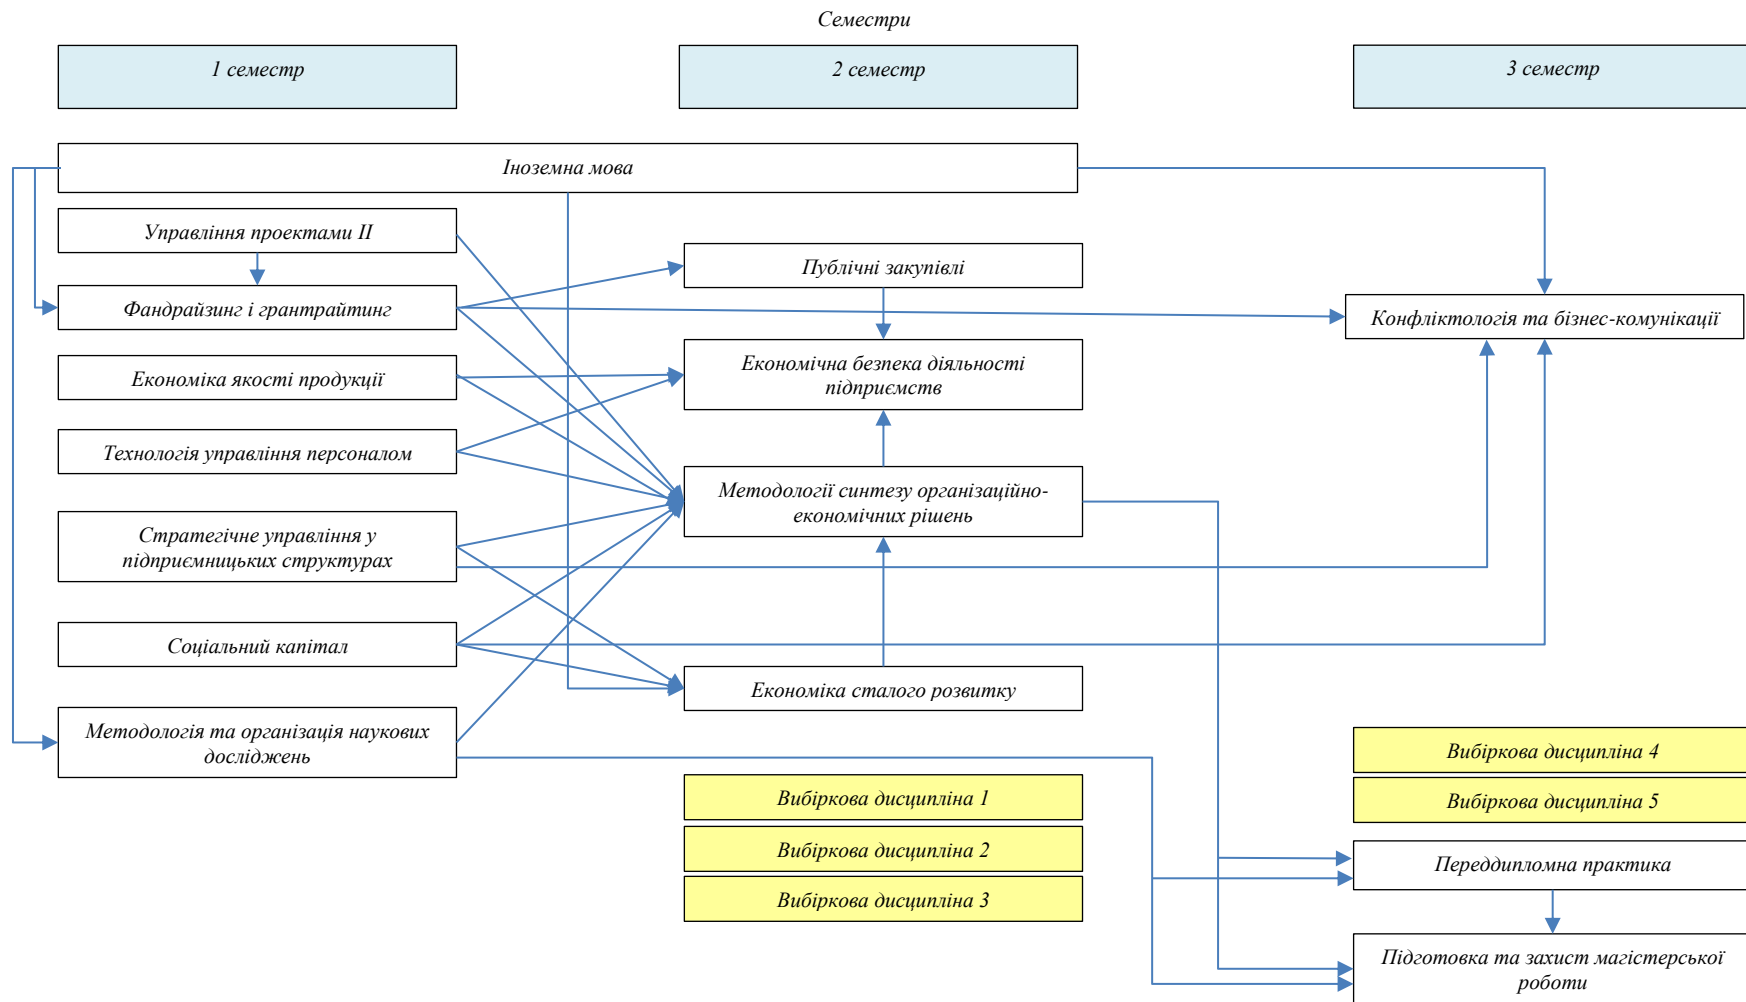 Семестри
1 семестр
2 семестр
3 семестр
Іноземна мова
Управління проектами II
Фандрайзинг і грантрайтинг
Економіка якості продукції
Технологія управління персоналом
Стратегічне управління у
підприємницьких структурах
Соціальний капітал
Методологія та організація наукових
досліджень
Публічні закупівлі
Економічна безпека діяльності
підприємств
Методології синтезу організаційно-
економічних рішень
Економіка сталого розвитку
Вибіркова дисципліна 1
Вибіркова дисципліна 2
Вибіркова дисципліна 3
Конфліктологія та бізнес-комунікації
Вибіркова дисципліна 4
Вибіркова дисципліна 5
Переддипломна практика
Підготовка та захист магістерської
роботи